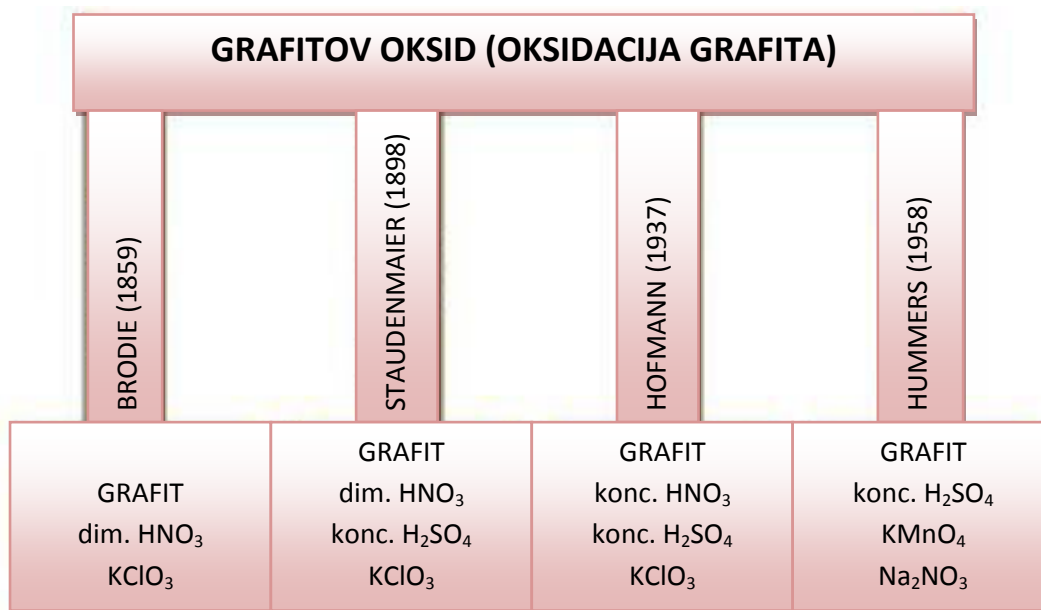 GRAFITOV OKSID (OKSIDACIJA GRAFITA)
BRODIE (1859)
STAUDENMAIER (1898)
HOFMANN (1937)
HUMMERS (1958)
GRAFIT
dim. HNO₃
KClO₃
GRAFIT
dim. HNO₃
konc. H₂SO₄
KClO₃
GRAFIT
konc. HNO₃
konc. H₂SO₄
KClO₃
GRAFIT
konc. H₂SO₄
KMnO₄
Na₂NO₃